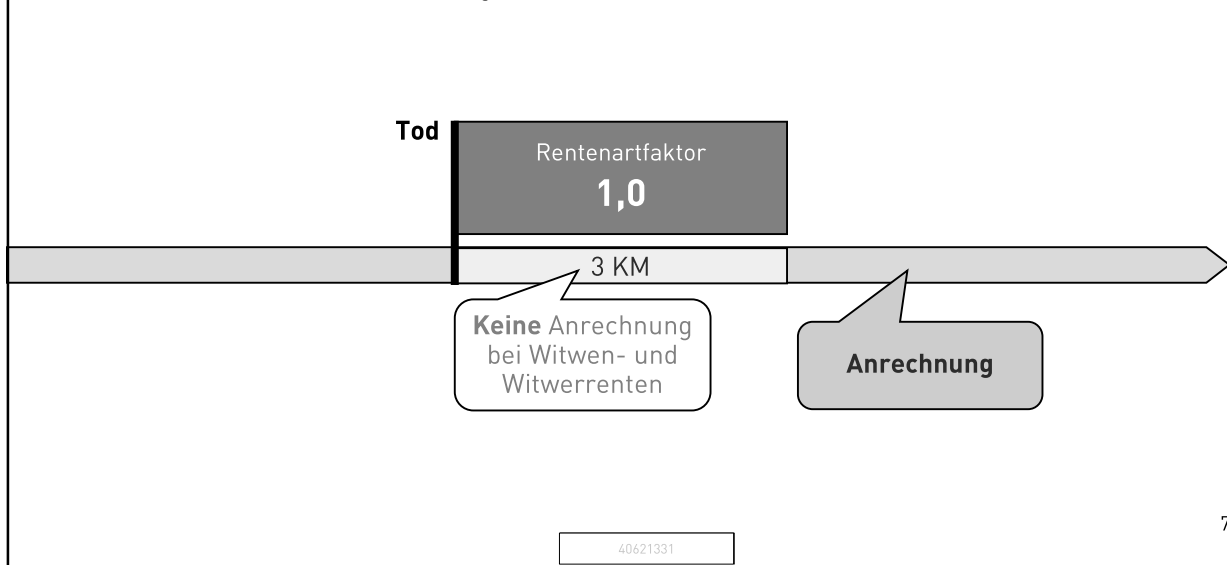 Tod
Rentenartfaktor
1,0
3 KM
Keine Anrechnung
bei Witwen- und
Witwerrenten
Anrechnung
7
40621331